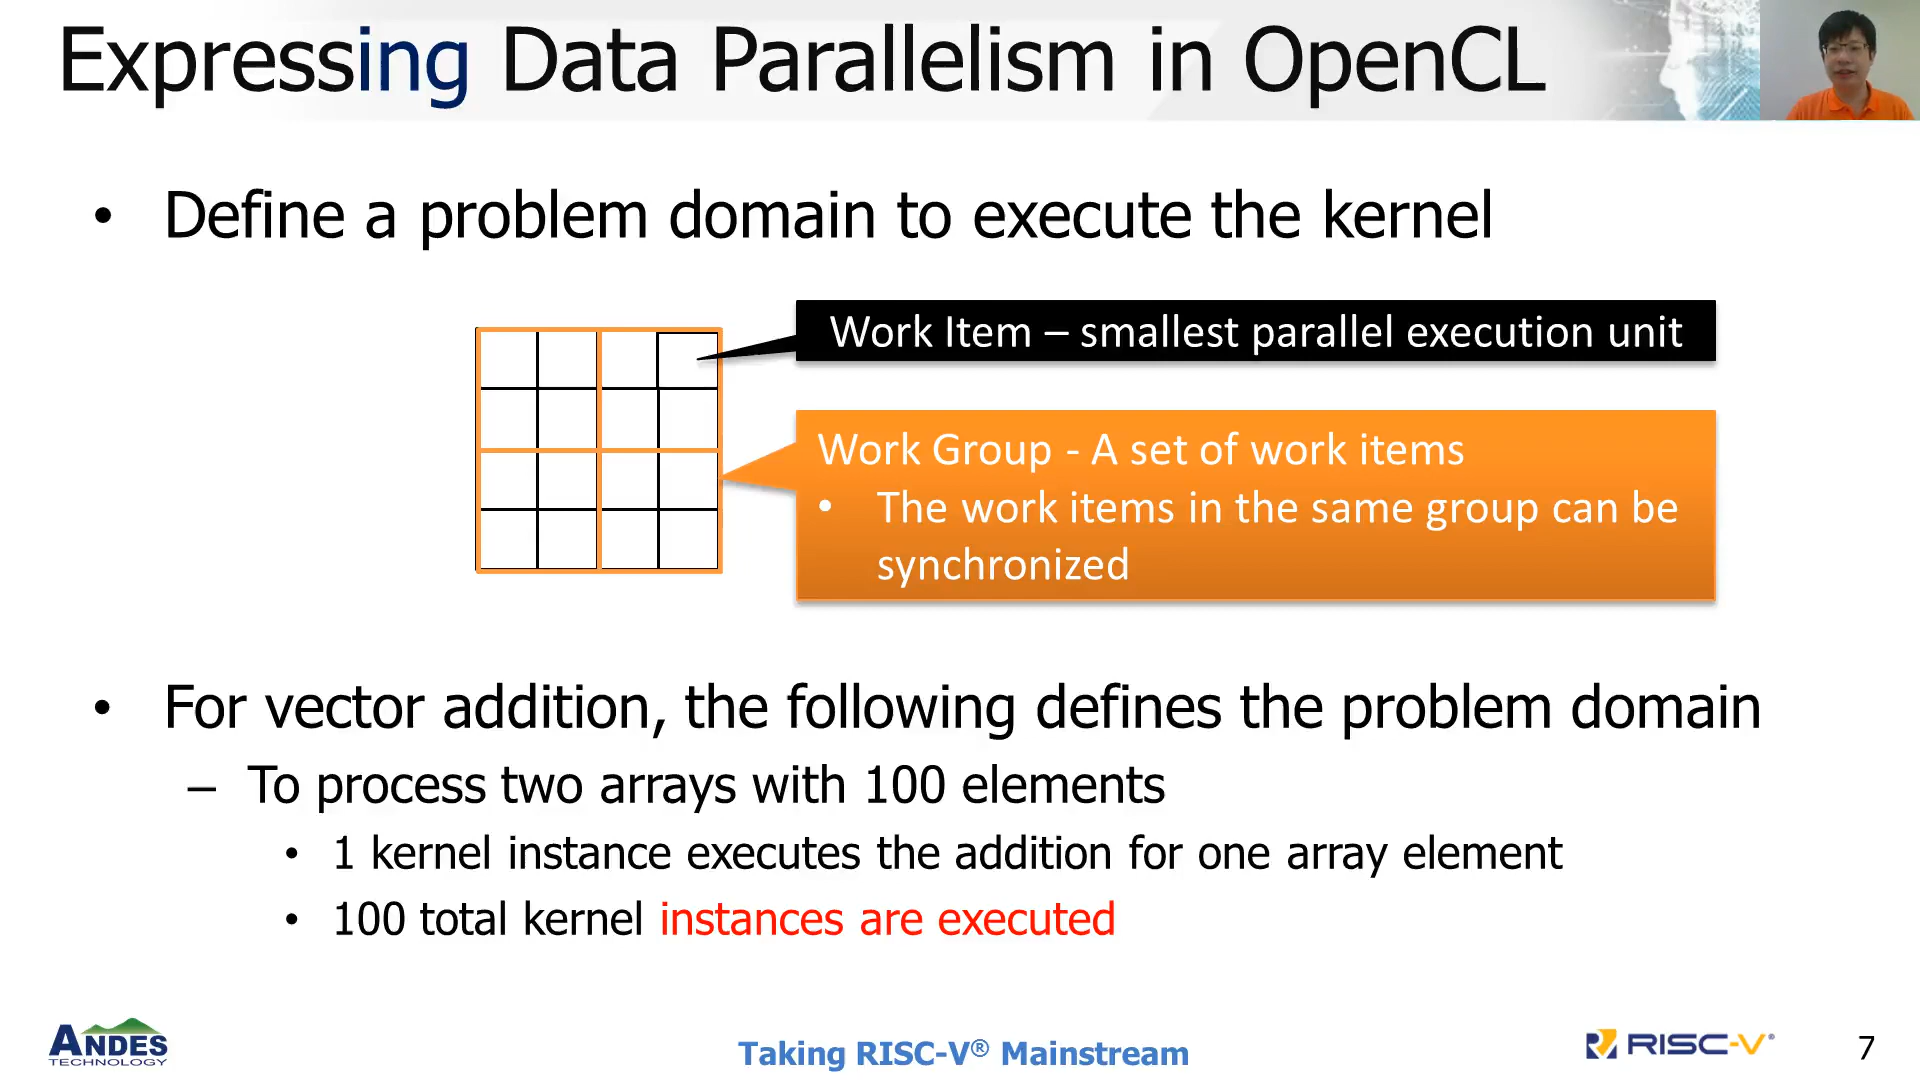 Expressing Data Parallelism in OpenCL
• Define a problem domain to execute the kernel
Work Item – smallest parallel execution unit
Work Group - A set of work items
• The work items in the same group can be
synchronized
• For vector addition, the following defines the problem domain
– To process two arrays with 100 elements
• 1 kernel instance executes the addition for one array element
• 100 total kernel instances are executed
ANDES
TECHNOLOGY
Taking RISC-V® Mainstream
RISC-V®
7